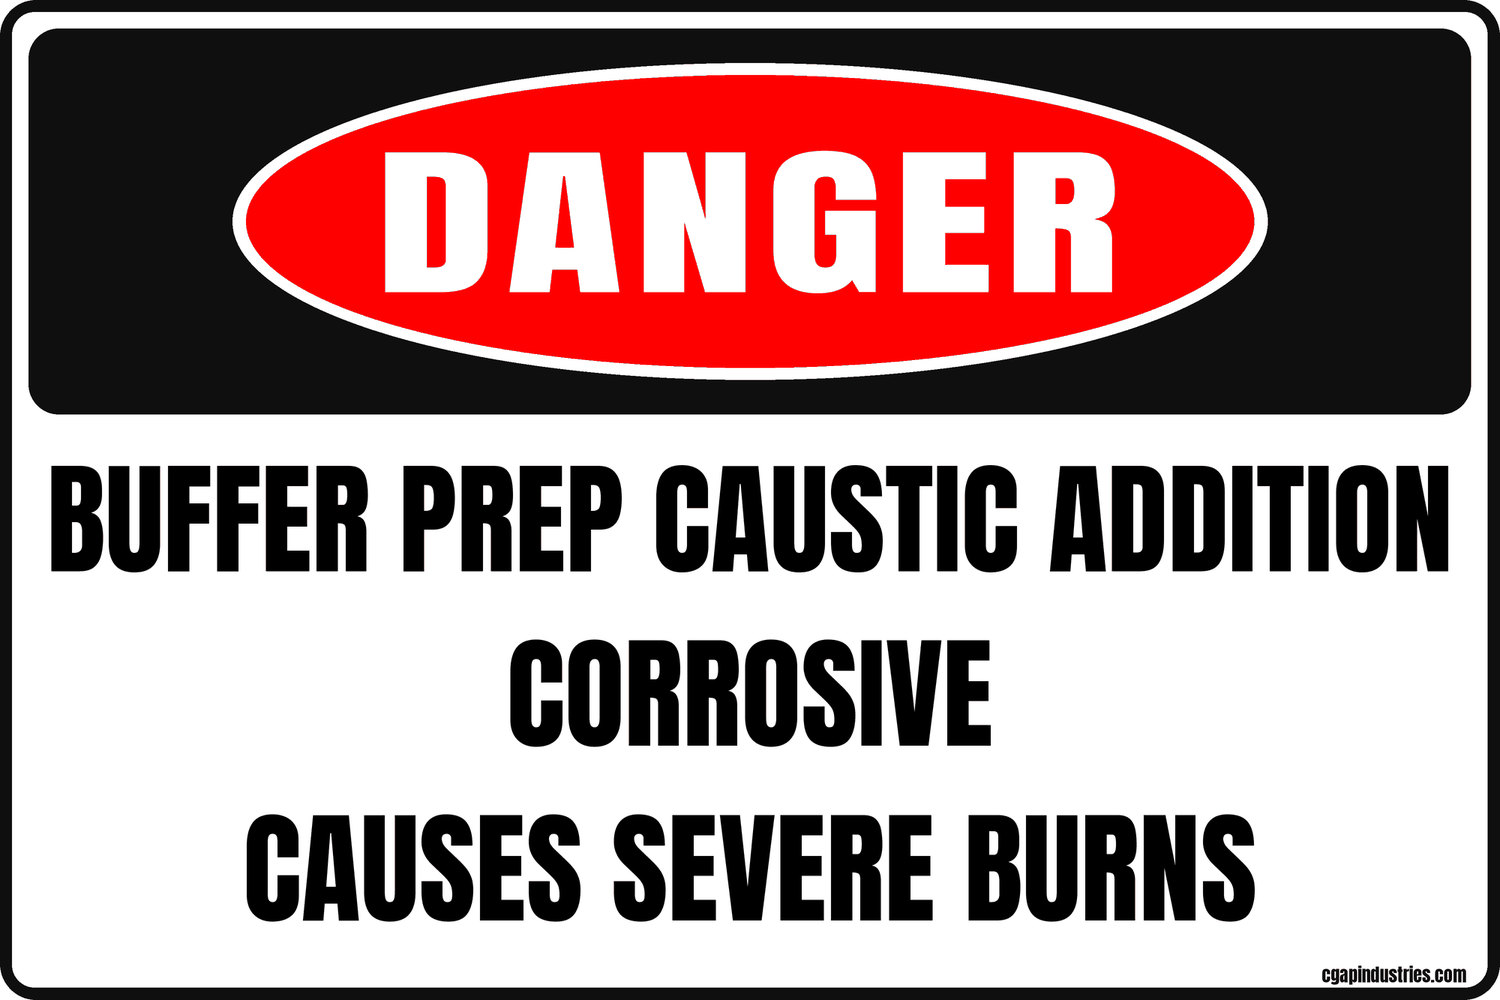 DANGER
BUFFER PREP CAUSTIC ADDITION
CORROSIVE
CAUSES SEVERE BURNS
cgapindustries.com